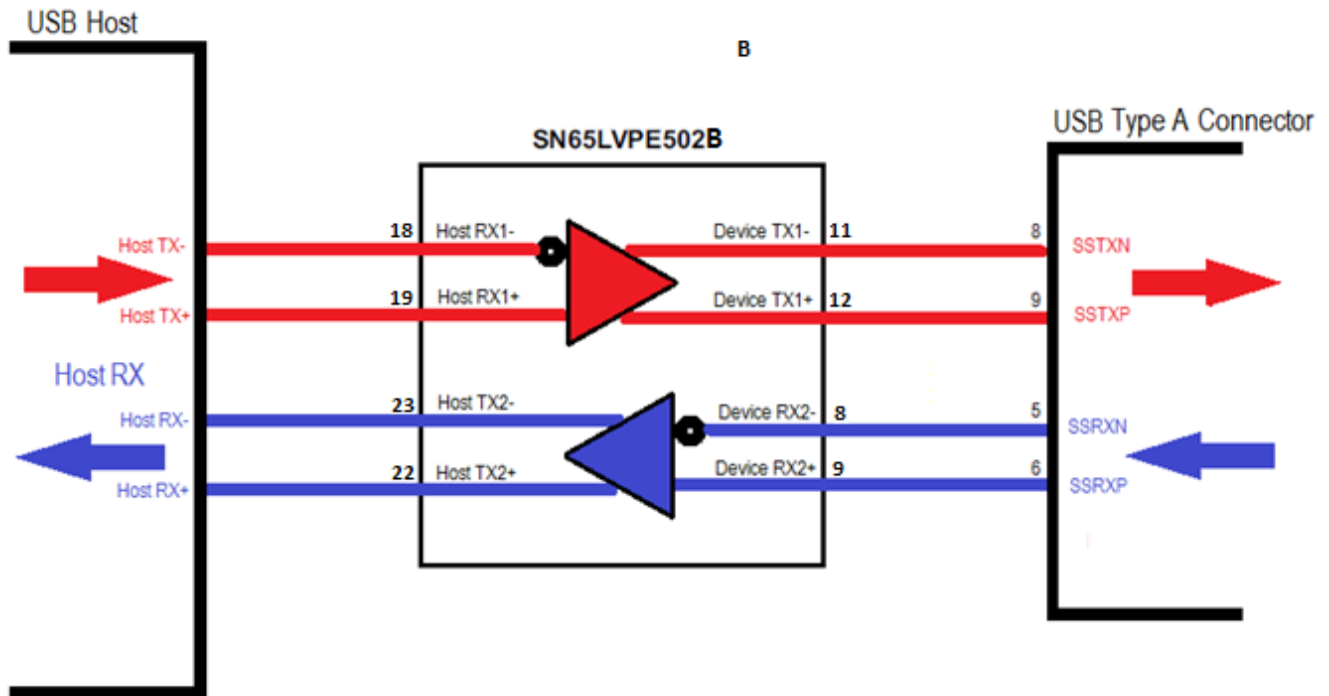 USB Host
B
SN65LVPE502B
USB Type A Connector
Host TX-
18
Host RX1-
Device TX1-
11
8
SSTXN
Host TX+
19
Host RX1+
Device TX1+
12
9
SSTXP
Host RX
Host RX-
23
Host TX2-
Device RX2-
8
5
SSRXN
Host RX+
22
Host TX2+
Device RX2+
9
6
SSRXP